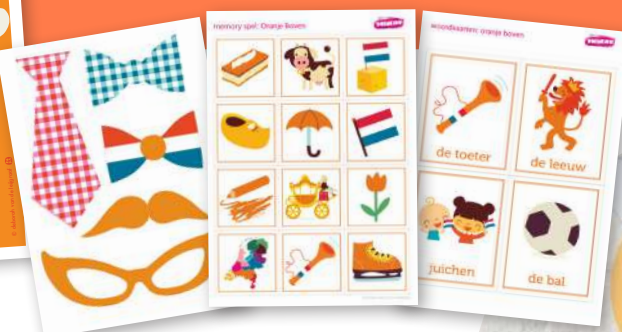 memory spel: Oranje Boven
woordkaarten: oranje boven
de toeter
de leeuw
juichen
de bal